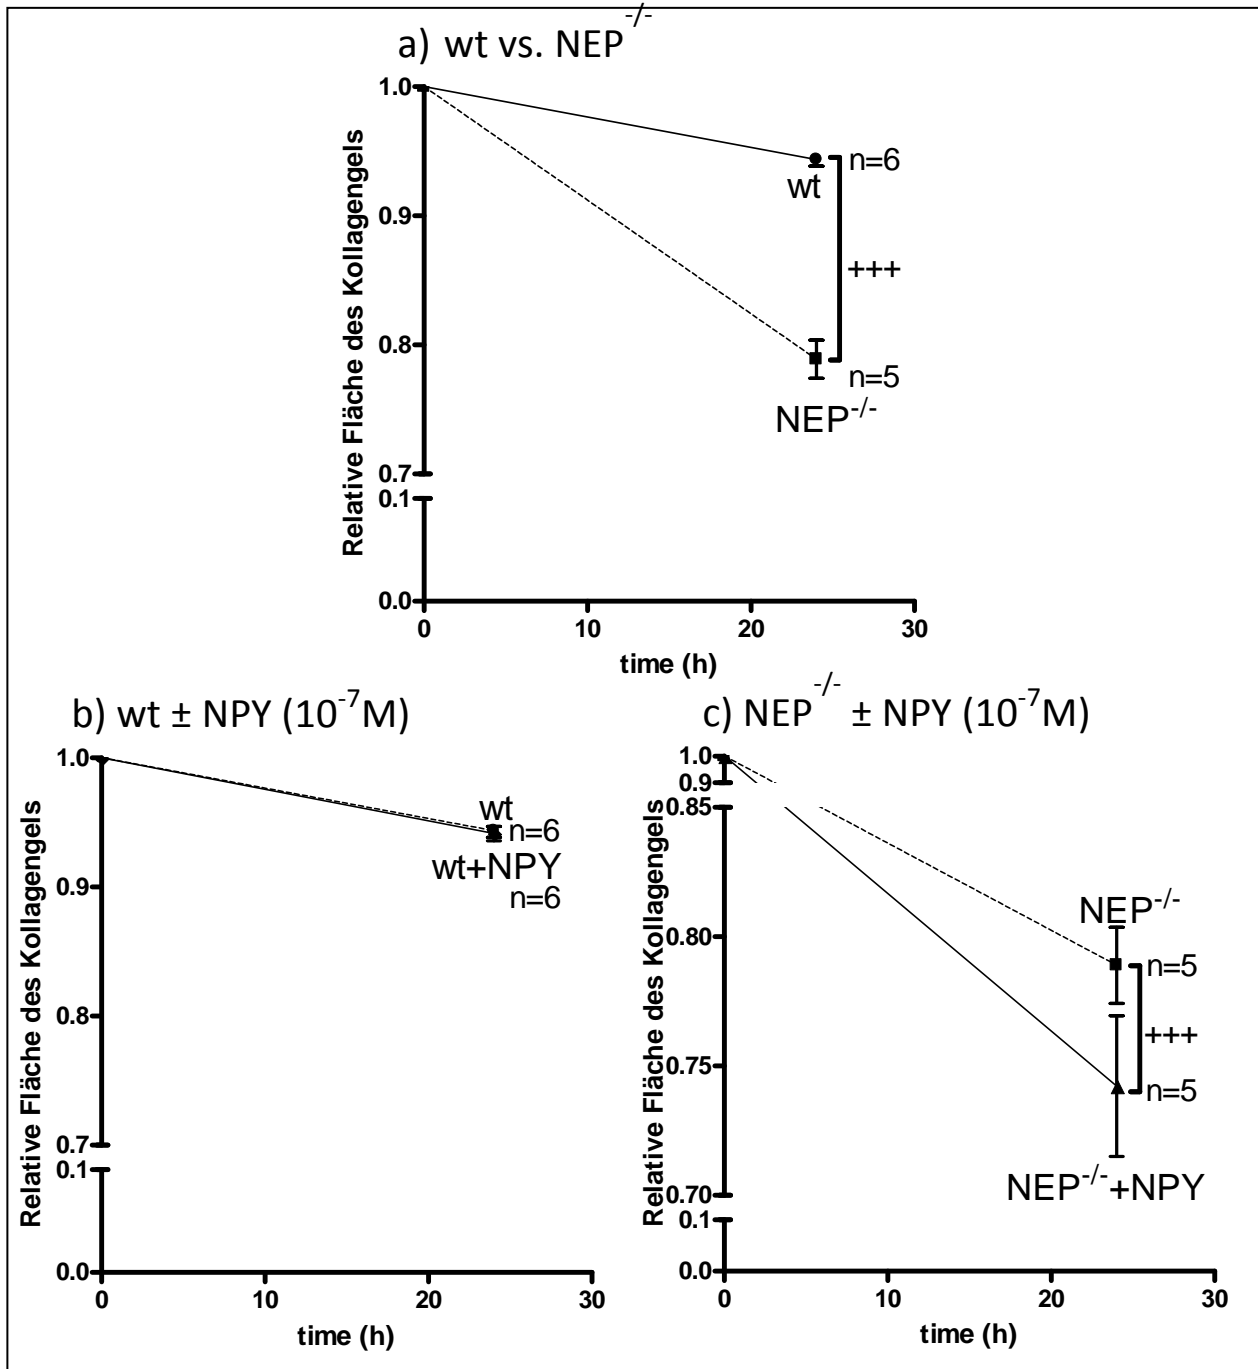 a) wt vs. NEP-/-
Relative Fläche des Kollagengels
1.0
0.9
0.8
0.7
0.1
0.0
n=6
wt
+++
n=5
NEP-/-
0
10
20
30
time (h)
b) wt ± NPY (10-7M)
Relative Fläche des Kollagengels
1.0
0.9
0.8
0.7
0.1
0.0
wt
n=6
wt+NPY
n=6
0
10
20
30
time (h)
c) NEP-/- ± NPY (10-7M)
Relative Fläche des Kollagengels
1.0
0.9
0.85
0.80
0.75
0.70
0.1
0.0
NEP-/-
n=5
+++
n=5
NEP-/-+NPY
0
10
20
30
time (h)